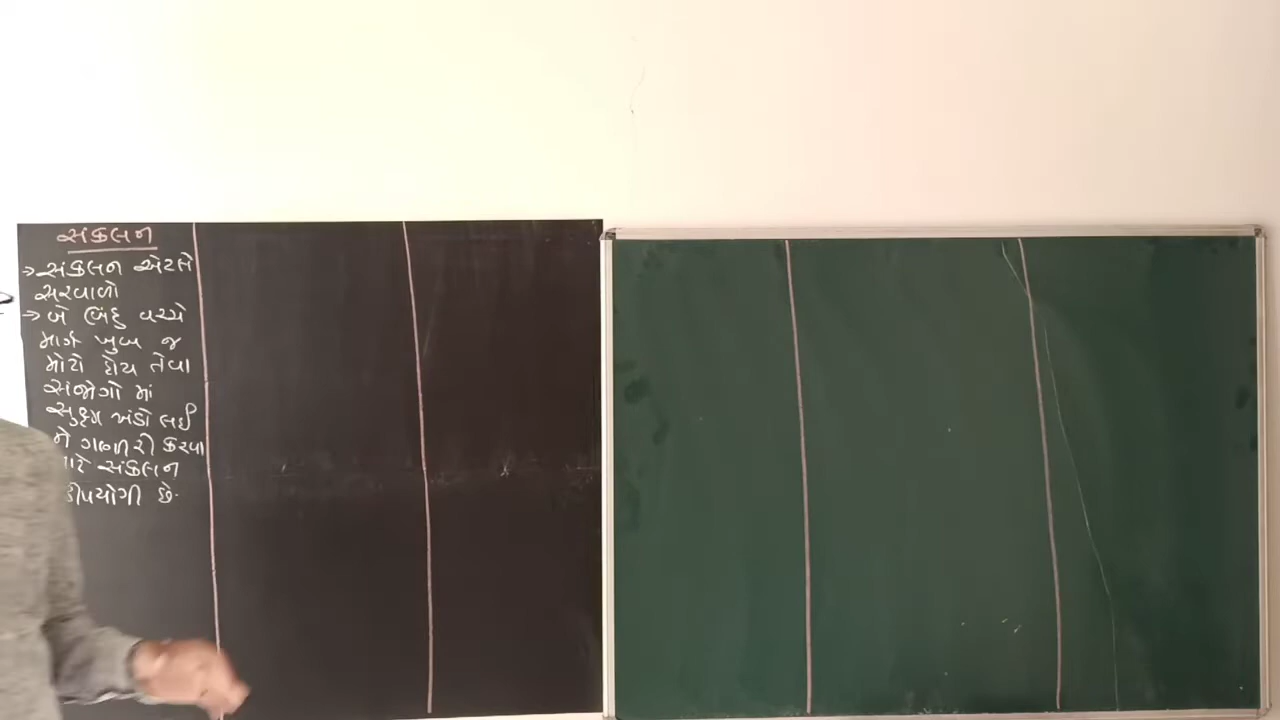 સંકલન
→ સંકલન એટલે
સરવાળો
→ બે બિંદુ વચ્ચે
માર્ગ ખુબ જ
મોટો હોય તેવા
સંજોગો માં
સુક્ષ્મ ખંડો લઈ
ને ગણતરી કરવા
માટે સંકલન
ઉપયોગી છે.